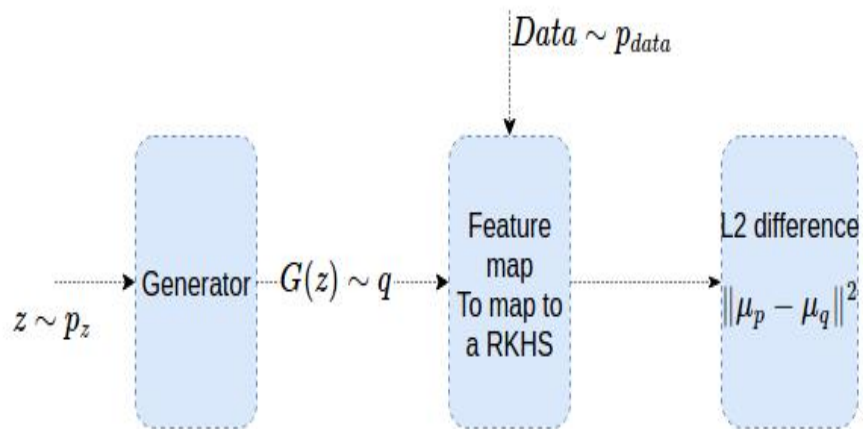 Data ∼ p_data
z ∼ p_z
Generator
G(z) ∼ q
Feature
map
To map to
a RKHS
L2 difference
‖μ_p − μ_q‖²